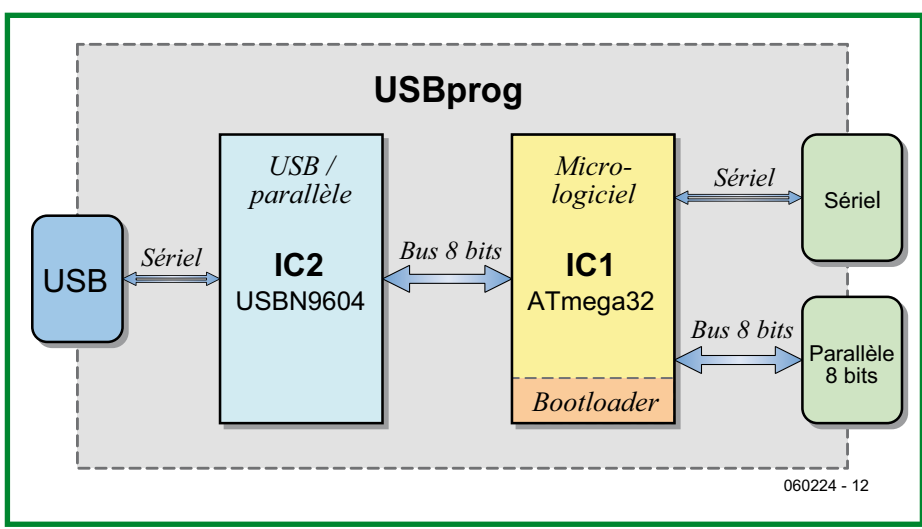 USBprog
USB
Sériel
USB /
parallèle
IC2
USBN9604
Bus 8 bits
Micro-
logiciel
IC1
ATmega32
Bootloader
Sériel
Sériel
Bus 8 bits
Parallèle
8 bits
060224 - 12